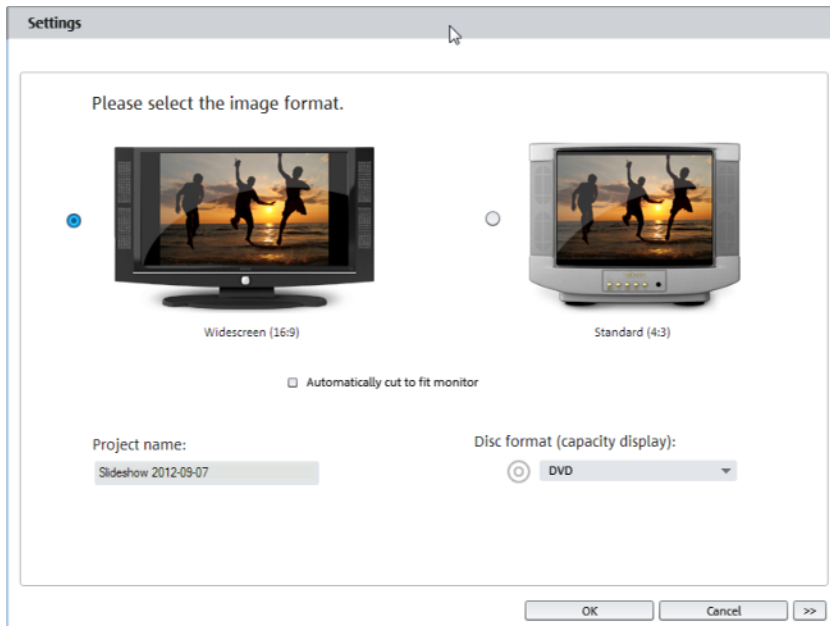 Settings
Please select the image format.
Widescreen (16:9)
Standard (4:3)
Automatically cut to fit monitor
Project name:
Disc format (capacity display):
Slideshow 2012-09-07
DVD
OK
Cancel
>>